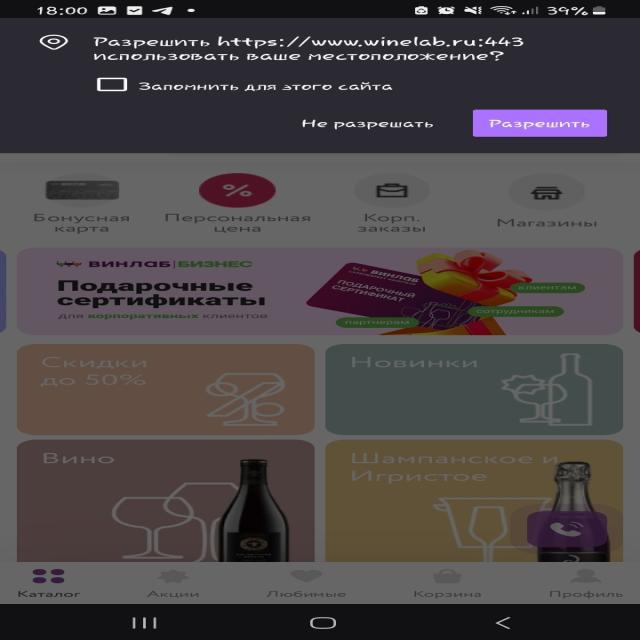 18:00
39%
Разрешить https://www.winelab.ru:443
использовать ваше местоположение?
Запомнить для этого сайта
Не разрешать
Разрешить
%
Бонусная
карта
Персональная
цена
Корп.
заказы
Магазины
ВИНЛАБ|БИЗНЕС
Подарочные
сертификаты
для корпоративных клиентов
ВИНЛАБ
ПОДАРОЧНЫЙ
СЕРТИФИКАТ
клиентам
сотрудникам
партнерам
Скидки
до 50%
Новинки
Вино
Шампанское и
Игристое
Каталог
Акции
Любимые
Корзина
Профиль